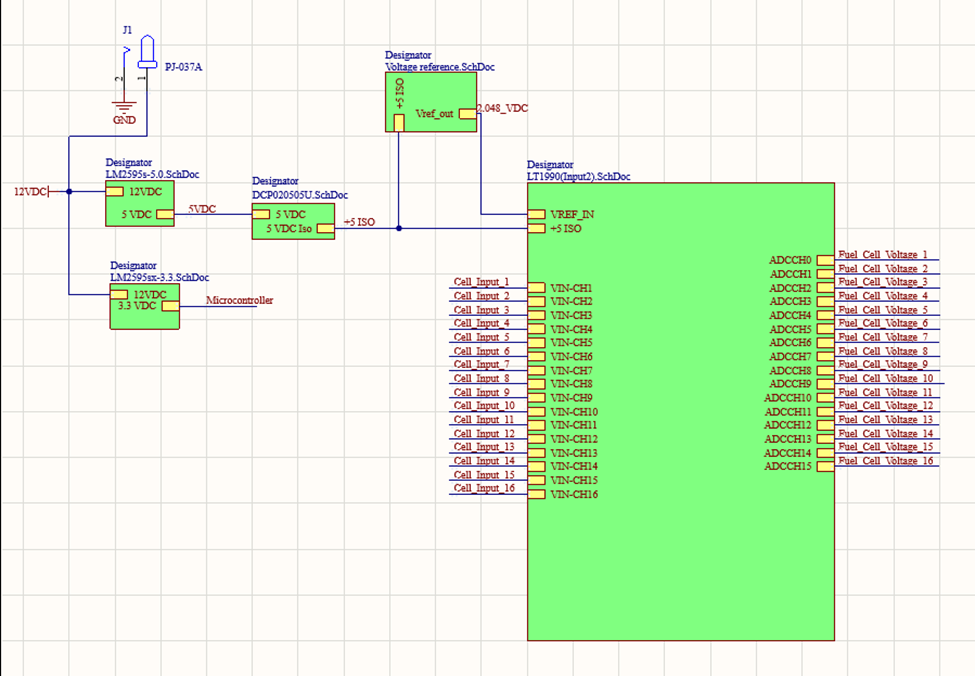 J1
PJ-037A
2
1
GND
Designator
Voltage reference.SchDoc
+5 ISO
Vref_out
2.048_VDC
Designator
LM2595s-5.0.SchDoc
12VDC
12VDC
5 VDC
5VDC
Designator
DCP020505U.SchDoc
5 VDC
5 VDC Iso
+5 ISO
Designator
LM2595sx-3.3.SchDoc
12VDC
3.3 VDC
Microcontroller
Designator
LT1990(Input2).SchDoc
VREF_IN
+5 ISO
Cell_Input_1
Cell_Input_2
Cell_Input_3
Cell_Input_4
Cell_Input_5
Cell_Input_6
Cell_Input_7
Cell_Input_8
Cell_Input_9
Cell_Input_10
Cell_Input_11
Cell_Input_12
Cell_Input_13
Cell_Input_14
Cell_Input_15
Cell_Input_16
VIN-CH1
VIN-CH2
VIN-CH3
VIN-CH4
VIN-CH5
VIN-CH6
VIN-CH7
VIN-CH8
VIN-CH9
VIN-CH10
VIN-CH11
VIN-CH12
VIN-CH13
VIN-CH14
VIN-CH15
VIN-CH16
ADCCH0
ADCCH1
ADCCH2
ADCCH3
ADCCH4
ADCCH5
ADCCH6
ADCCH7
ADCCH8
ADCCH9
ADCCH10
ADCCH11
ADCCH12
ADCCH13
ADCCH14
ADCCH15
Fuel_Cell_Voltage_1
Fuel_Cell_Voltage_2
Fuel_Cell_Voltage_3
Fuel_Cell_Voltage_4
Fuel_Cell_Voltage_5
Fuel_Cell_Voltage_6
Fuel_Cell_Voltage_7
Fuel_Cell_Voltage_8
Fuel_Cell_Voltage_9
Fuel_Cell_Voltage_10
Fuel_Cell_Voltage_11
Fuel_Cell_Voltage_12
Fuel_Cell_Voltage_13
Fuel_Cell_Voltage_14
Fuel_Cell_Voltage_15
Fuel_Cell_Voltage_16